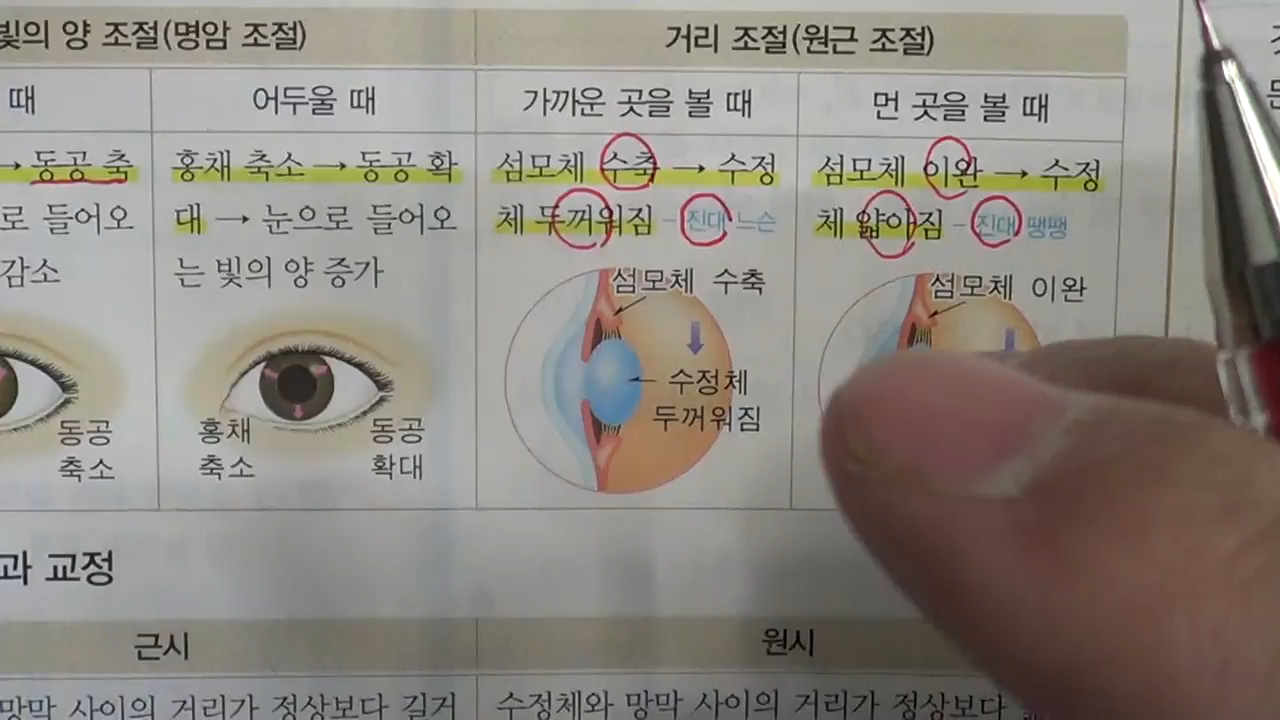 빛의 양 조절(명암 조절)
거리 조절(원근 조절)
때
어두울 때
가까운 곳을 볼 때
먼 곳을 볼 때
→ 동공 축
로 들어오
감소
홍채 축소 → 동공 확
대 → 눈으로 들어오
는 빛의 양 증가
섬모체 수축 → 수정
체 두꺼워짐 - 진대 느슨
섬모체 이완 → 수정
체 얇아짐 - 진대 땡땡
동공
축소
홍채
축소
동공
확대
섬모체 수축
수정체
두꺼워짐
섬모체 이완
과 교정
근시
원시
망막 사이의 거리가 정상보다 길거
수정체와 망막 사이의 거리가 정상보다